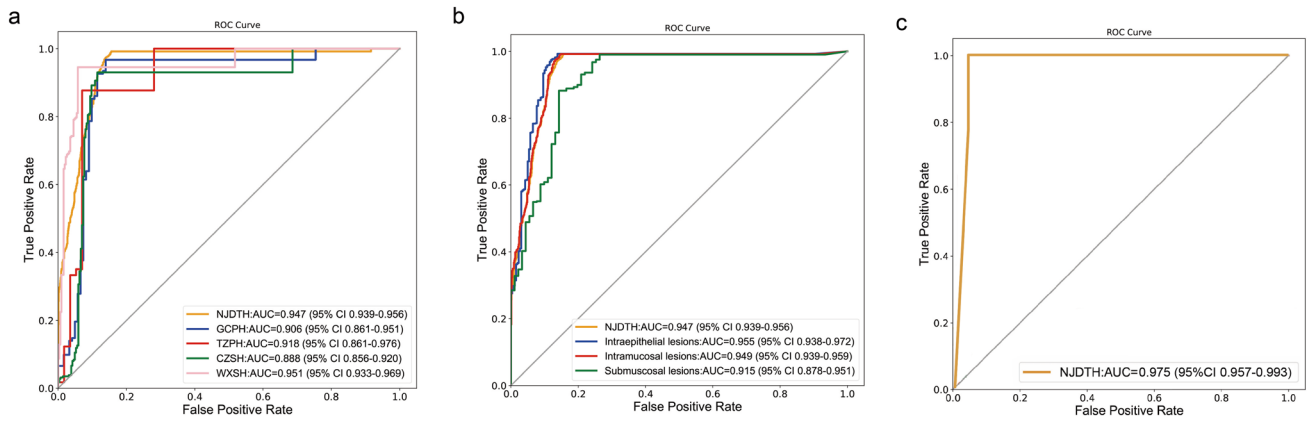 a
ROC Curve
1.0
0.8
0.6
0.4
0.2
0.0
True Positive Rate
NJDTH:AUC=0.947 (95% CI 0.939-0.956)
GCPH:AUC=0.906 (95% CI 0.861-0.951)
TZPH:AUC=0.918 (95% CI 0.861-0.976)
CZSH:AUC=0.888 (95% CI 0.856-0.920)
WXSH:AUC=0.951 (95% CI 0.933-0.969)
0.0 0.2 0.4 0.6 0.8 1.0
False Positive Rate
b
ROC Curve
1.0
0.8
0.6
0.4
0.2
0.0
True Positive Rate
NJDTH:AUC=0.947 (95% CI 0.939-0.956)
Intraepithelial lesions:AUC=0.955 (95% CI 0.938-0.972)
Intramucosal lesions:AUC=0.949 (95% CI 0.939-0.959)
Submuscosal lesions:AUC=0.915 (95% CI 0.878-0.951)
0.0 0.2 0.4 0.6 0.8 1.0
False Positive Rate
c
ROC Curve
1.0
0.8
0.6
0.4
0.2
0.0
True Positive Rate
NJDTH:AUC=0.975 (95%CI 0.957-0.993)
0.0 0.2 0.4 0.6 0.8 1.0
False Positive Rate